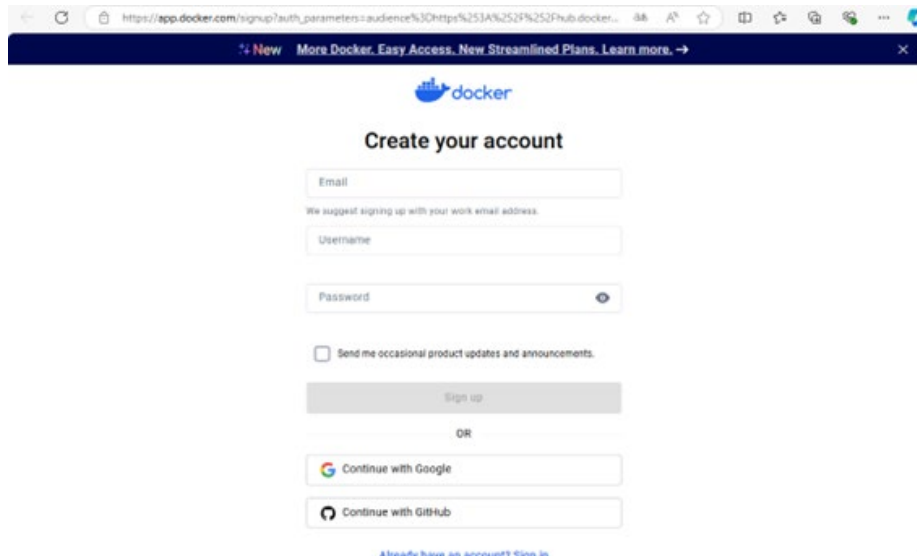 https://app.docker.com/signup?auth_parameters=audience%3Dhttps%253A%252F%252Fhub.docker...
New More Docker. Easy Access. New Streamlined Plans. Learn more. →
docker
Create your account
Email
We suggest signing up with your work email address.
Username
Password
Send me occasional product updates and announcements.
Sign up
OR
Continue with Google
Continue with GitHub
Already have an account? Sign in